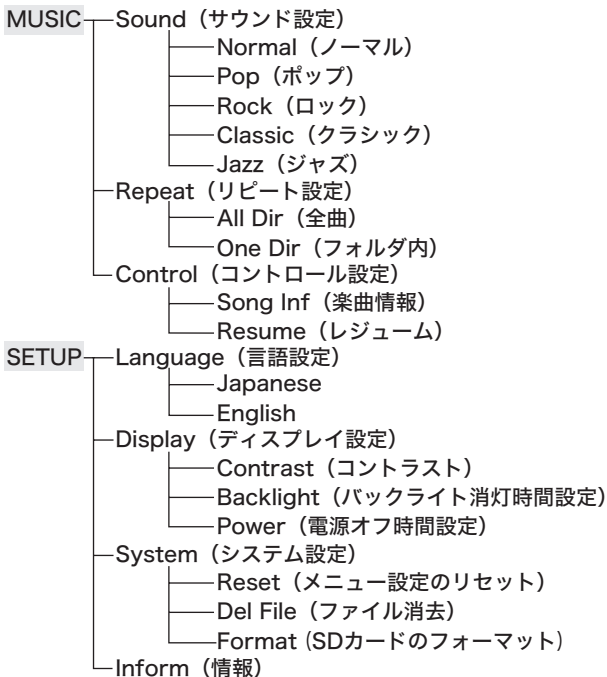 MUSIC Sound（サウンド設定）
Normal（ノーマル）
Pop（ポップ）
Rock（ロック）
Classic（クラシック）
Jazz（ジャズ）
Repeat（リピート設定）
All Dir（全曲）
One Dir（フォルダ内）
Control（コントロール設定）
Song Inf（楽曲情報）
Resume（レジューム）
SETUP Language（言語設定）
Japanese
English
Display（ディスプレイ設定）
Contrast（コントラスト）
Backlight（バックライト消灯時間設定）
Power（電源オフ時間設定）
System（システム設定）
Reset（メニュー設定のリセット）
Del File（ファイル消去）
Format (SDカードのフォーマット）
Inform（情報）